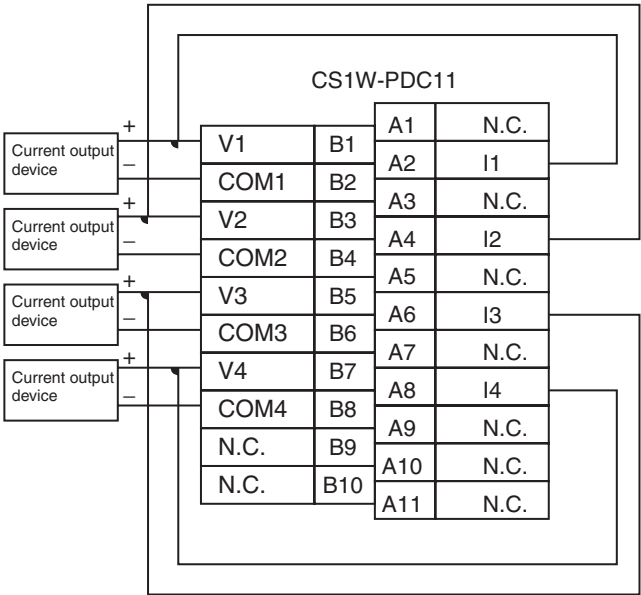 CS1W-PDC11
+
Current output
device
–
+
Current output
device
–
+
Current output
device
–
+
Current output
device
–
V1 B1
COM1 B2
V2 B3
COM2 B4
V3 B5
COM3 B6
V4 B7
COM4 B8
N.C. B9
N.C. B10
A1 N.C.
A2 I1
A3 N.C.
A4 I2
A5 N.C.
A6 I3
A7 N.C.
A8 I4
A9 N.C.
A10 N.C.
A11 N.C.